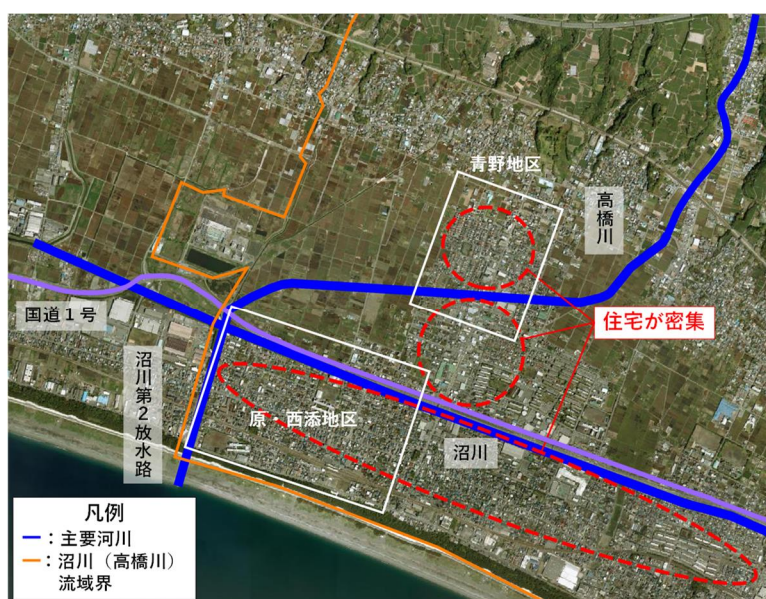 青野地区
高橋川
住宅が密集
国道１号
沼川第２放水路
原・西添地区
沼川
凡例
：主要河川
：沼川（高橋川）
流域界